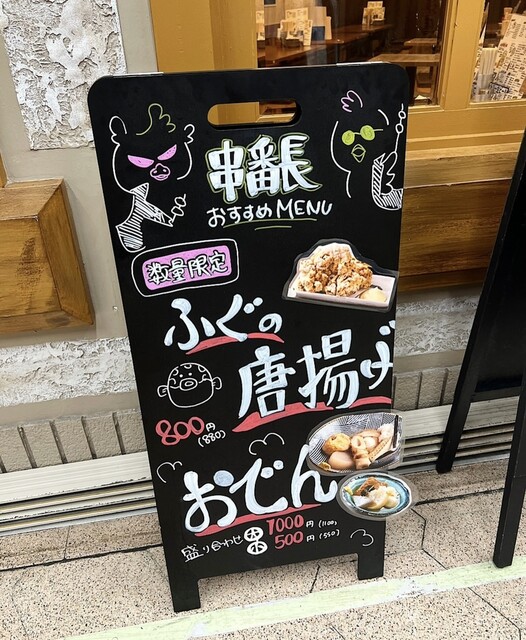 串番長
おすすめMENU
数量限定
ふぐの
唐揚げ
800円
(880)
おでん
盛り合わせ 1000円(1100)
500円(550)